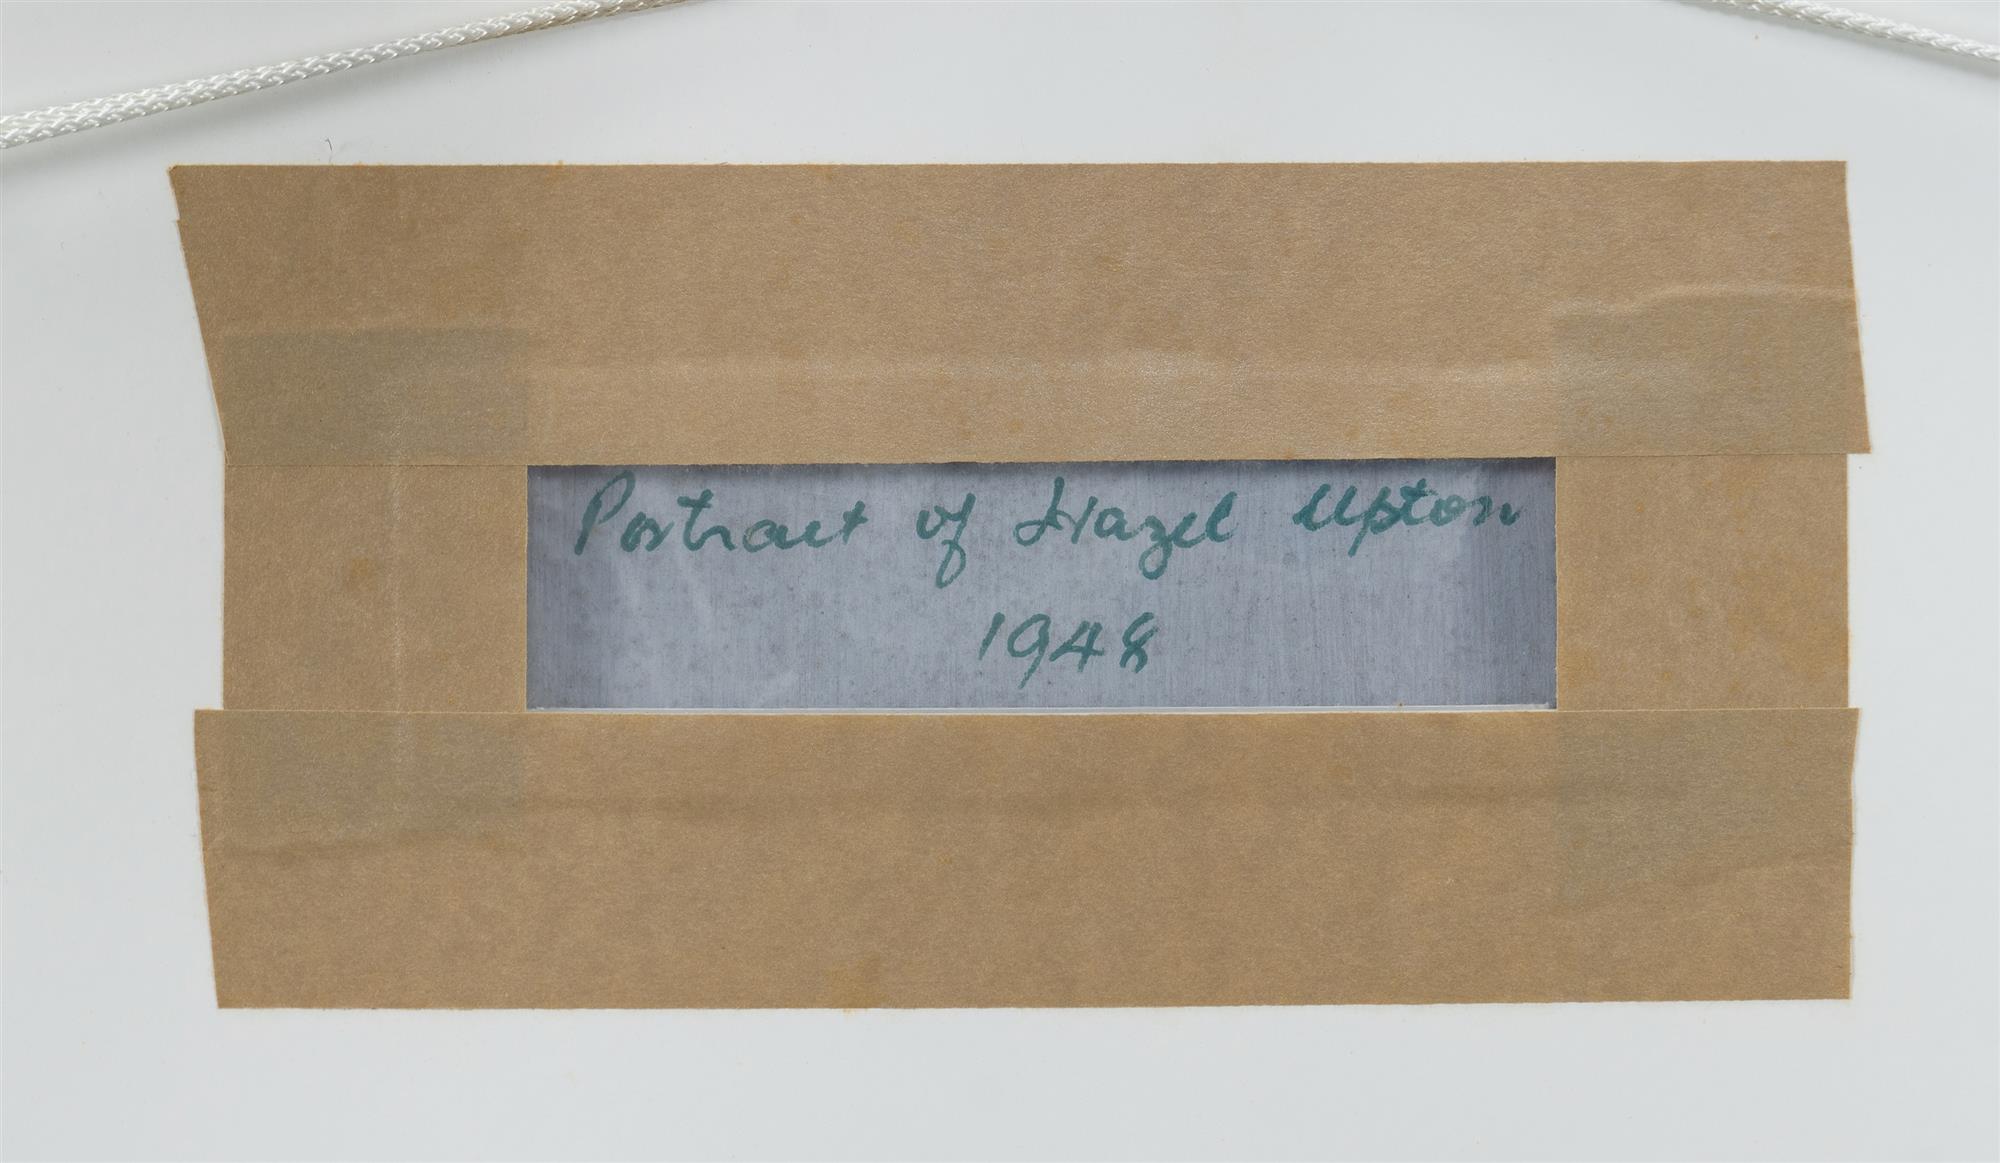 Portrait of Hazel Upton
1948